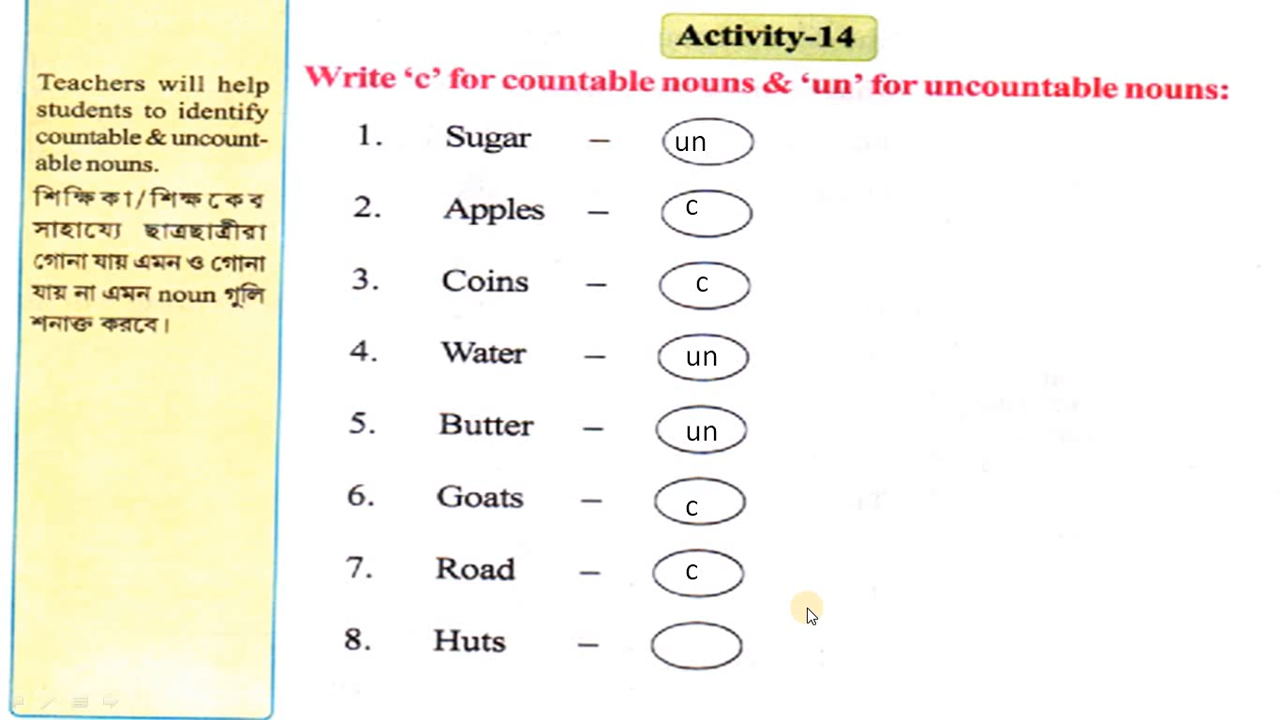 Activity-14
Write ‘c’ for countable nouns & ‘un’ for uncountable nouns:
Teachers will help
students to identify
countable & uncount-
able nouns.
শিক্ষিকা/শিক্ষকের
সাহায্যে ছাত্রছাত্রীরা
গোনা যায় এমন ও গোনা
যায় না এমন noun গুলি
শনাক্ত করবে।
1. Sugar – un
2. Apples – c
3. Coins – c
4. Water – un
5. Butter – un
6. Goats – c
7. Road – c
8. Huts –